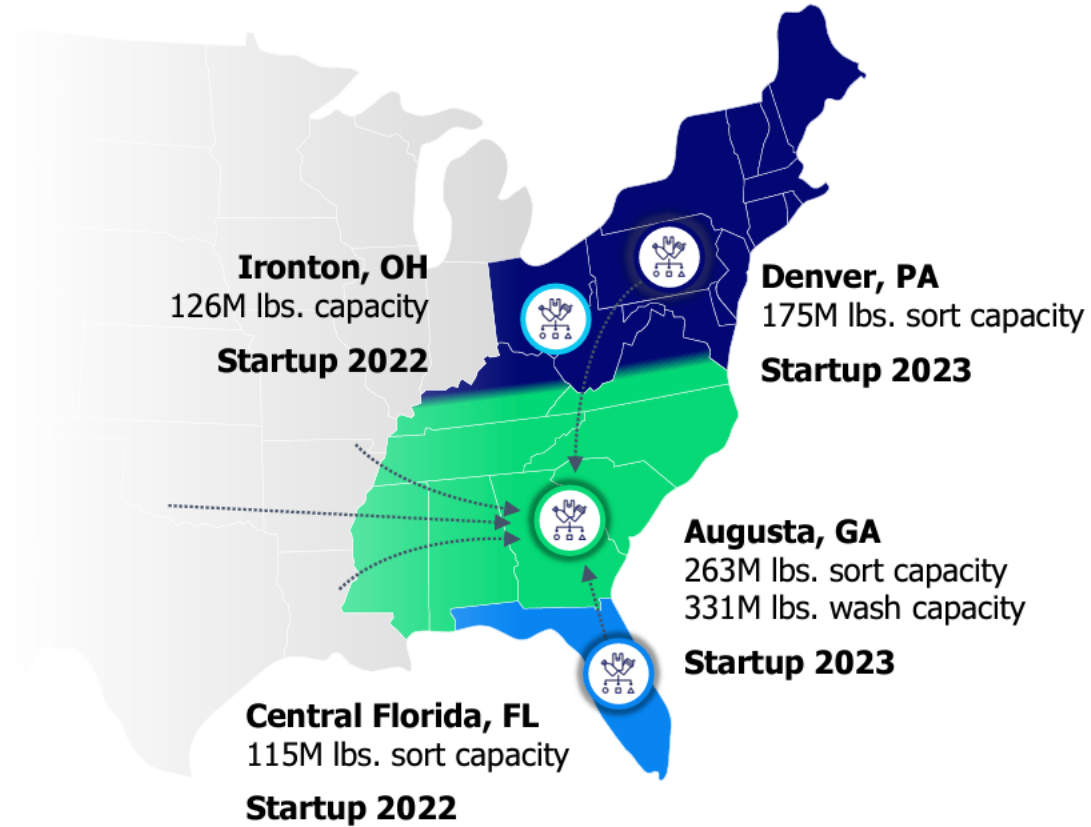 Ironton, OH
126M lbs. capacity
Startup 2022
Denver, PA
175M lbs. sort capacity
Startup 2023
Augusta, GA
263M lbs. sort capacity
331M lbs. wash capacity
Startup 2023
Central Florida, FL
115M lbs. sort capacity
Startup 2022